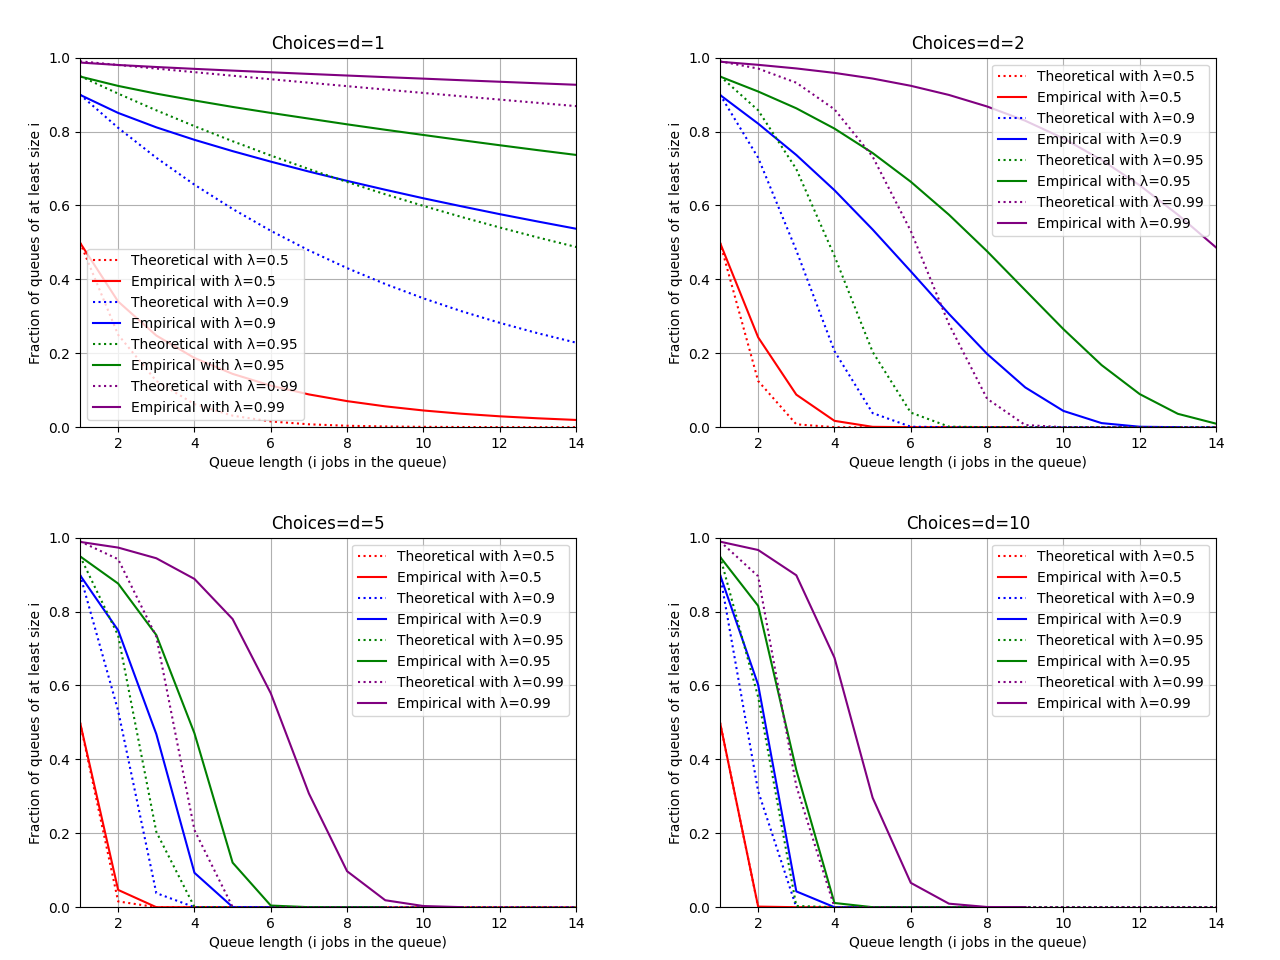 Choices=d=1
Fraction of queues of at least size i
1.0
0.8
0.6
0.4
0.2
0.0
Theoretical with λ=0.5
Empirical with λ=0.5
Theoretical with λ=0.9
Empirical with λ=0.9
Theoretical with λ=0.95
Empirical with λ=0.95
Theoretical with λ=0.99
Empirical with λ=0.99
2 4 6 8 10 12 14
Queue length (i jobs in the queue)
Choices=d=2
Fraction of queues of at least size i
1.0
0.8
0.6
0.4
0.2
0.0
Theoretical with λ=0.5
Empirical with λ=0.5
Theoretical with λ=0.9
Empirical with λ=0.9
Theoretical with λ=0.95
Empirical with λ=0.95
Theoretical with λ=0.99
Empirical with λ=0.99
2 4 6 8 10 12 14
Queue length (i jobs in the queue)
Choices=d=5
Fraction of queues of at least size i
1.0
0.8
0.6
0.4
0.2
0.0
Theoretical with λ=0.5
Empirical with λ=0.5
Theoretical with λ=0.9
Empirical with λ=0.9
Theoretical with λ=0.95
Empirical with λ=0.95
Theoretical with λ=0.99
Empirical with λ=0.99
2 4 6 8 10 12 14
Queue length (i jobs in the queue)
Choices=d=10
Fraction of queues of at least size i
1.0
0.8
0.6
0.4
0.2
0.0
Theoretical with λ=0.5
Empirical with λ=0.5
Theoretical with λ=0.9
Empirical with λ=0.9
Theoretical with λ=0.95
Empirical with λ=0.95
Theoretical with λ=0.99
Empirical with λ=0.99
2 4 6 8 10 12 14
Queue length (i jobs in the queue)